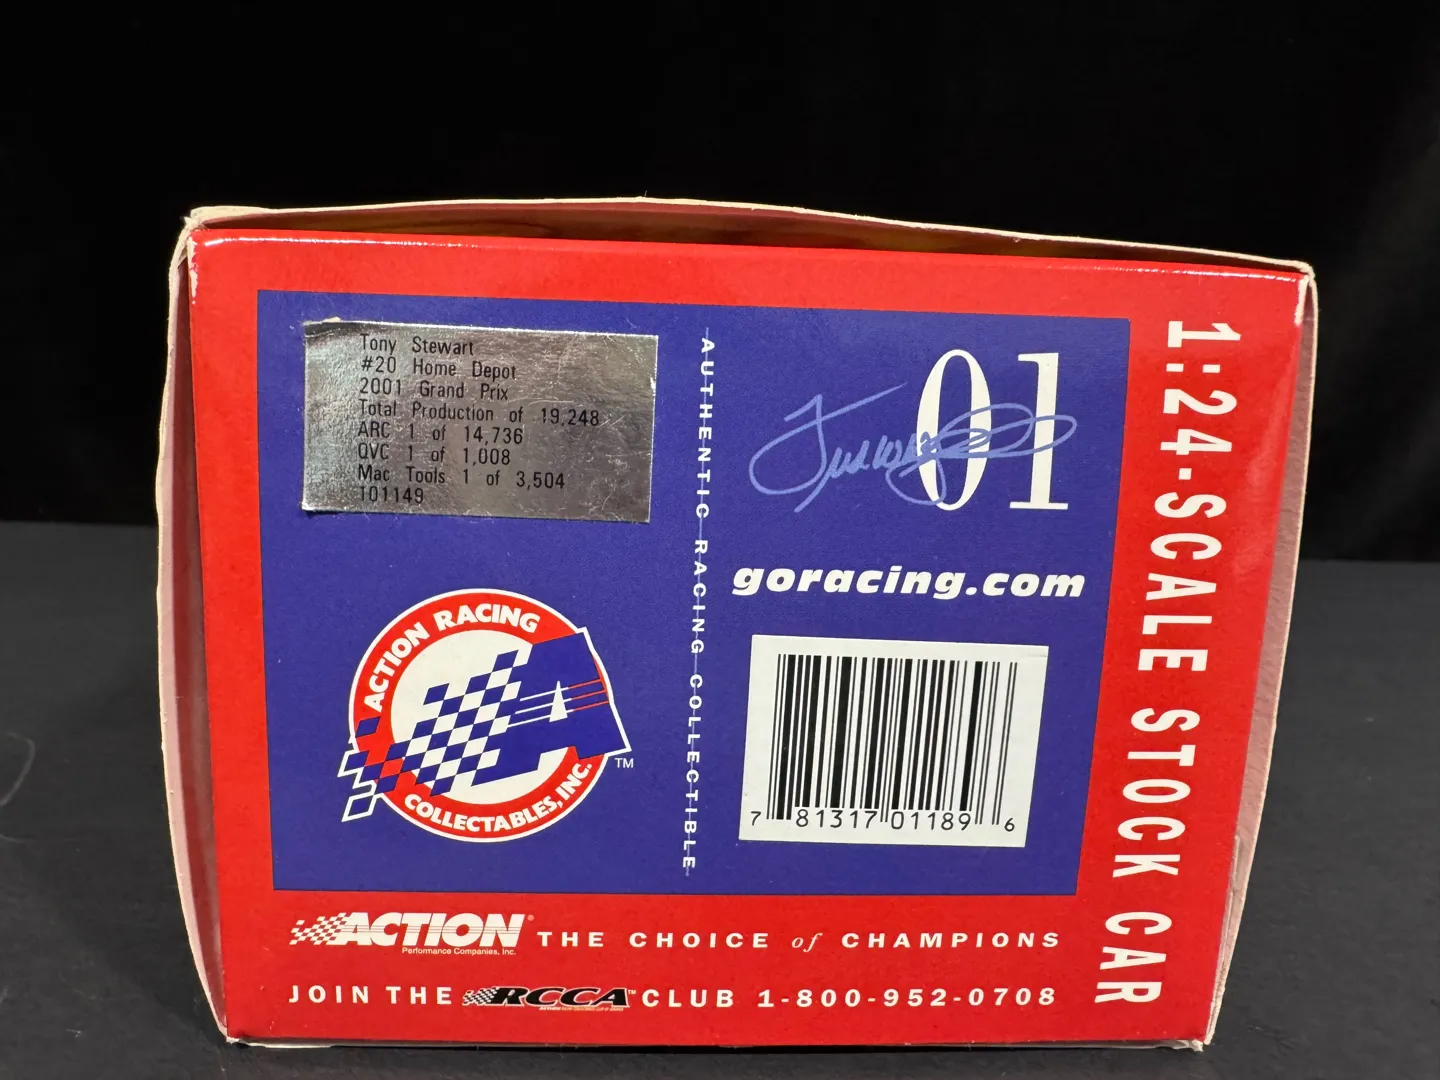 Tony Stewart
#20 Home Depot
2001 Grand Prix
Total Production of 19,248
ARC 1 of 14,736
QVC 1 of 1,008
Mac Tools 1 of 3,504
101149
AUTHENTIC RACING COLLECTIBLE
01
goracing.com
7 81317 01189 6
ACTION RACING
COLLECTABLES, INC.
TM
1:24-SCALE STOCK CAR
ACTION®
Performance Companies, Inc.
THE CHOICE of CHAMPIONS
JOIN THE RCCA™ CLUB 1-800-952-0708